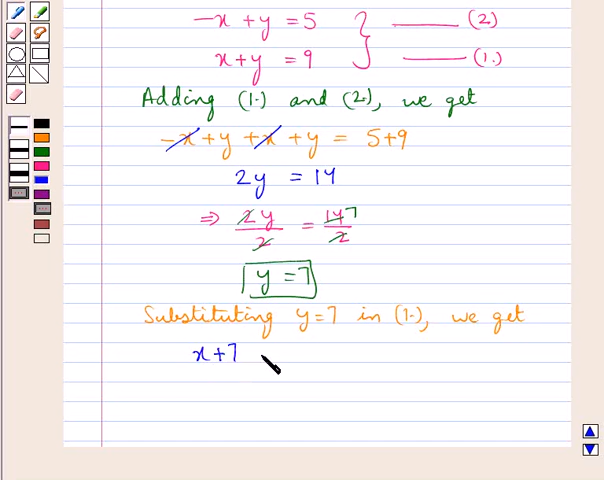 -x + y = 5 (2)
x + y = 9 (1.)
Adding (1.) and (2.), we get
-x + y + x + y = 5 + 9
2y = 14
⇒ 2y/2 = 14/2 7
y = 7
Substituting y = 7 in (1.), we get
x + 7